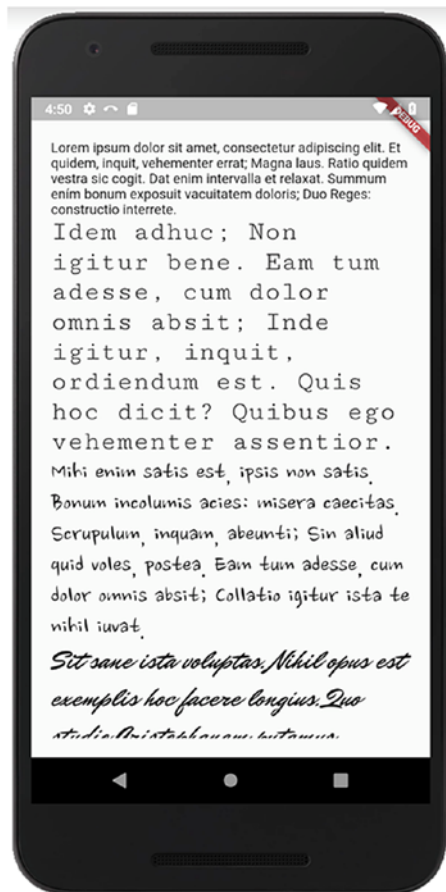 4:50
DEBUG
Lorem ipsum dolor sit amet, consectetur adipiscing elit. Et
quidem, inquit, vehementer errat; Magna laus. Ratio quidem
vestra sic cogit. Dat enim intervalla et relaxat. Summum
enim bonum exposuit vacuitatem doloris; Duo Reges:
constructio interrete.
Idem adhuc; Non
igitur bene. Eam tum
adesse, cum dolor
omnis absit; Inde
igitur, inquit,
ordiendum est. Quis
hoc dicit? Quibus ego
vehementer assentior.
Mihi enim satis est, ipsis non satis.
Bonum incolumis acies: misera caecitas.
Scrupulum, inquam, abeunti; Sin aliud
quid voles, postea. Eam tum adesse, cum
dolor omnis absit; Collatio igitur ista te
nihil iuvat.
Sit sane ista voluptas. Nihil opus est
exemplis hoc facere longius. Quo
studio Aristophanem putamus